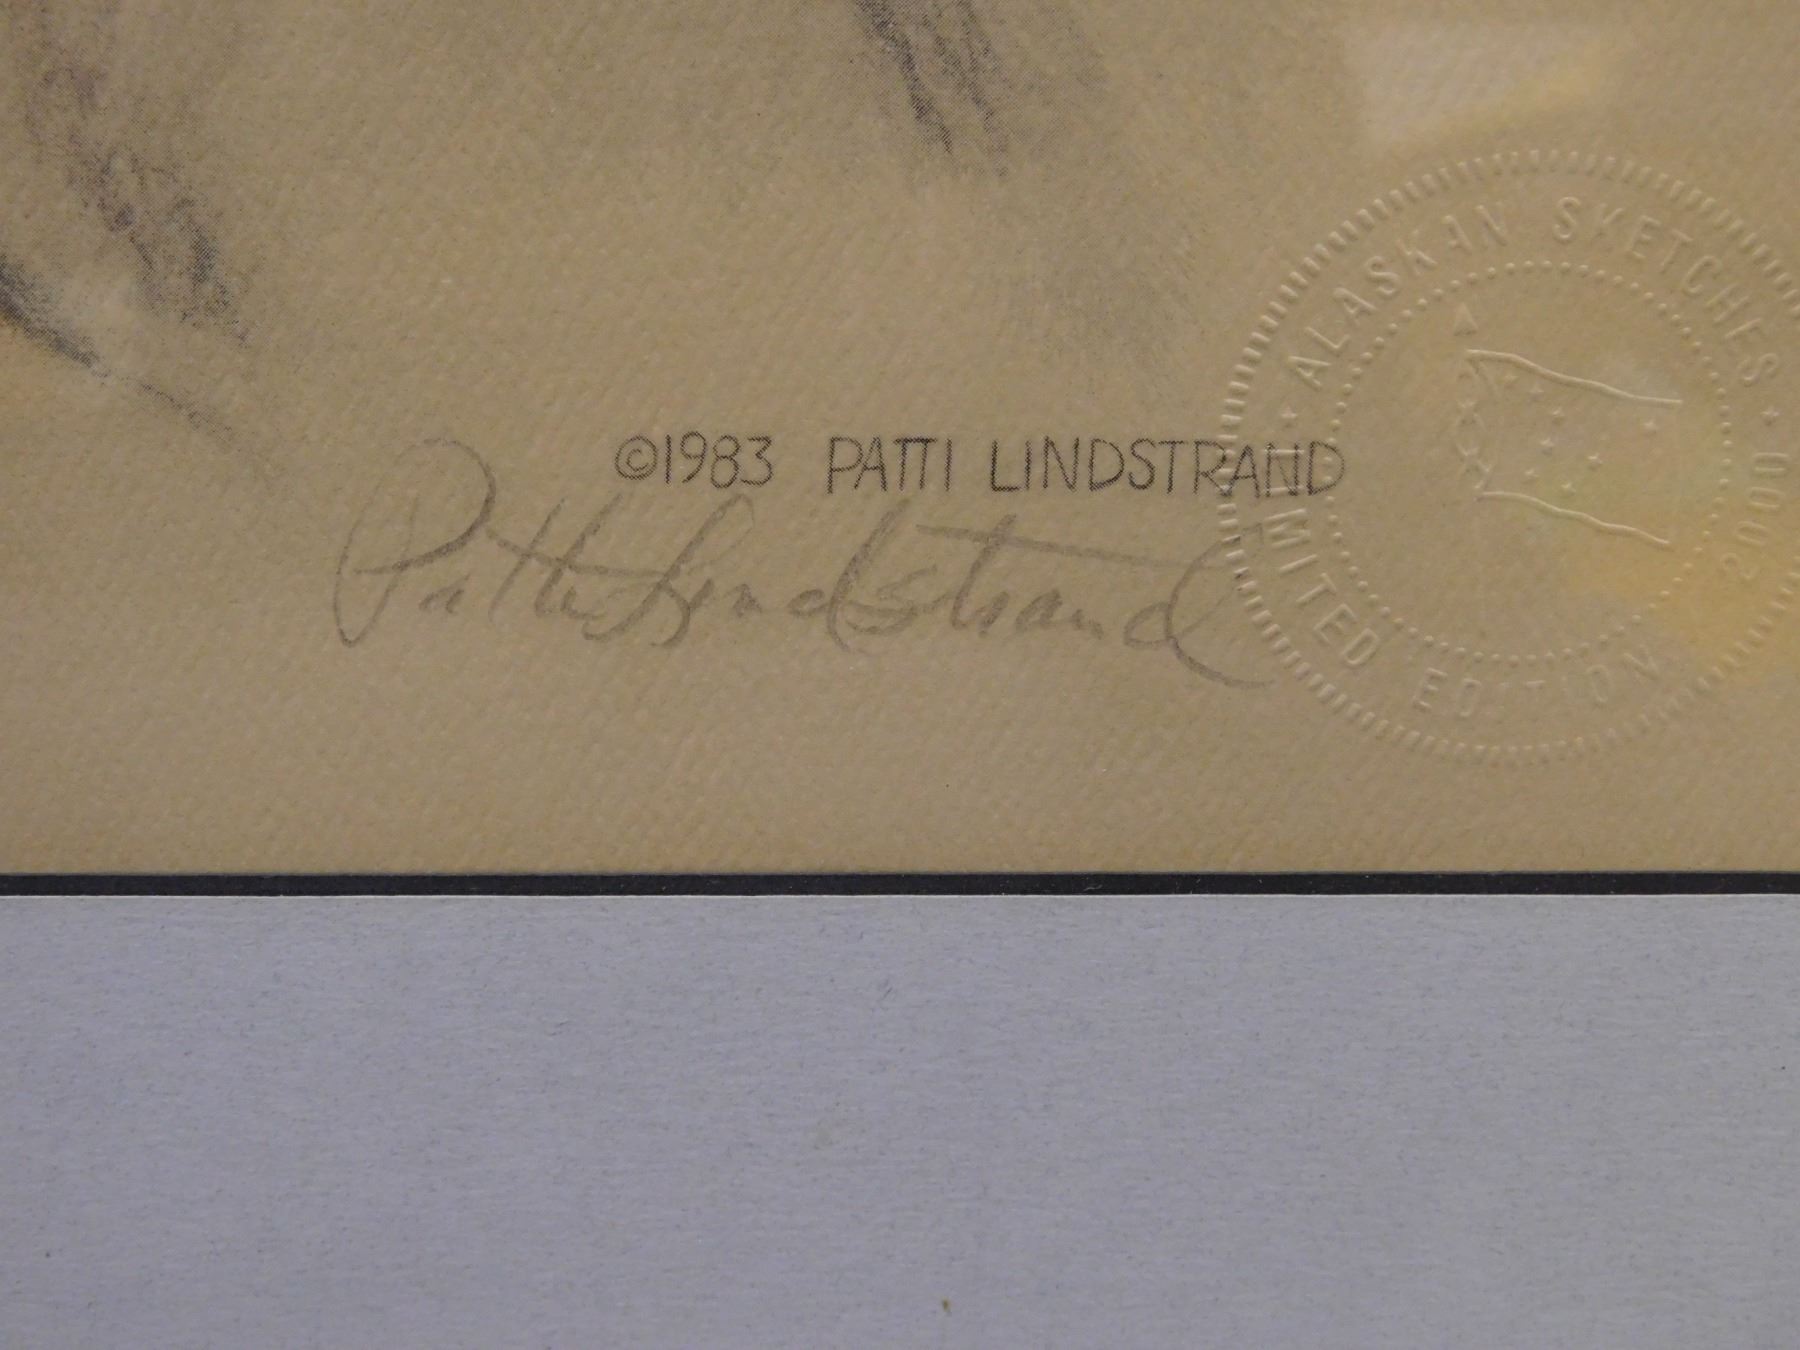 ©1983 PATTI LINDSTRAND
Patti Lindstrand
ALASKAN SKETCHES
LIMITED EDITION 2000